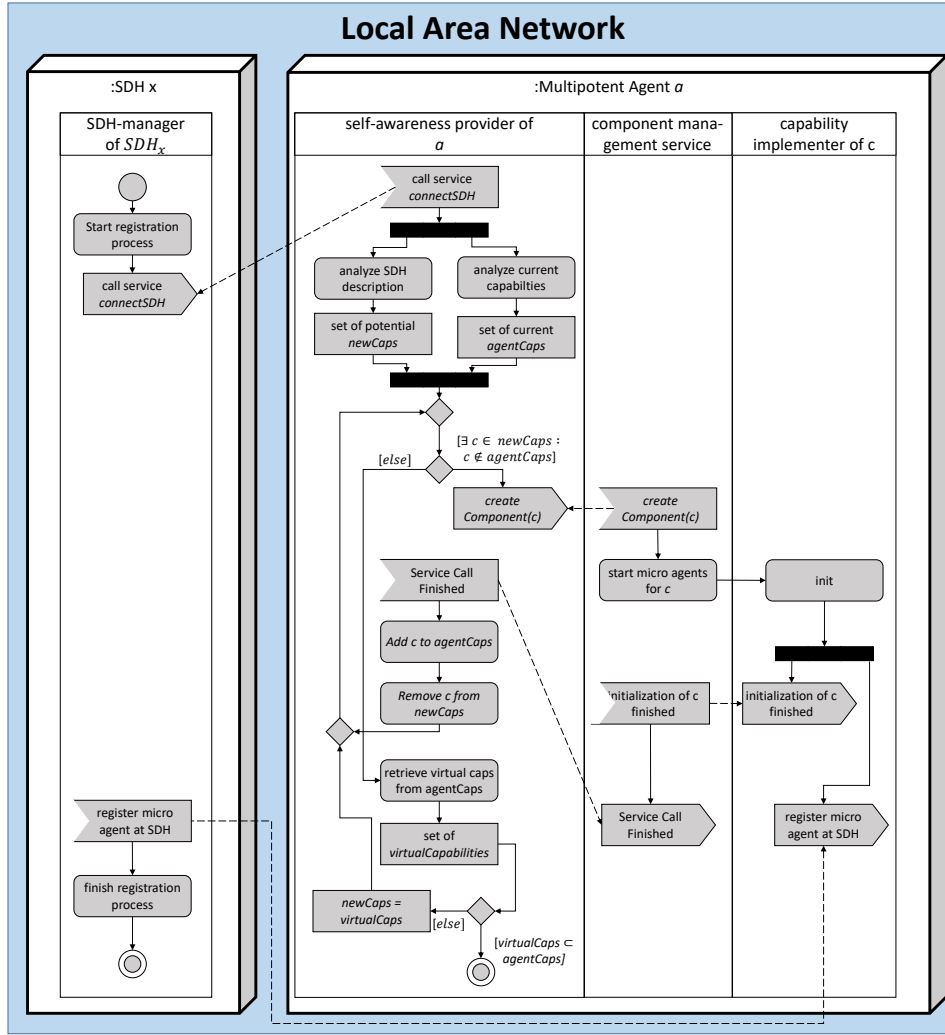 Local Area Network
:SDH x
SDH-manager
of SDHₓ
Start registration
process
call service
connectSDH
register micro
agent at SDH
finish registration
process
:Multipotent Agent a
self-awareness provider of
a
call service
connectSDH
analyze SDH
description
analyze current
capabilties
set of potential
newCaps
set of current
agentCaps
[∃ c ∈ newCaps :
c ∉ agentCaps]
[else]
create
Component(c)
Service Call
Finished
Add c to agentCaps
Remove c from
newCaps
retrieve virtual caps
from agentCaps
set of
virtualCapabilities
newCaps =
virtualCaps
[else]
[virtualCaps ⊂
agentCaps]
component mana-
gement service
create
Component(c)
start micro agents
for c
initialization of c
finished
Service Call
Finished
capability
implementer of c
init
initialization of c
finished
register micro
agent at SDH